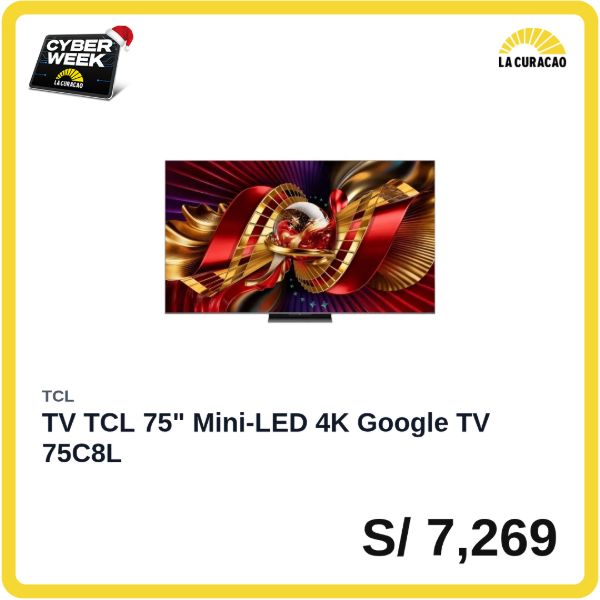 CYBER
WEEK
LA CURACAO
LA CURACAO
TCL
TV TCL 75" Mini-LED 4K Google TV
75C8L
S/ 7,269